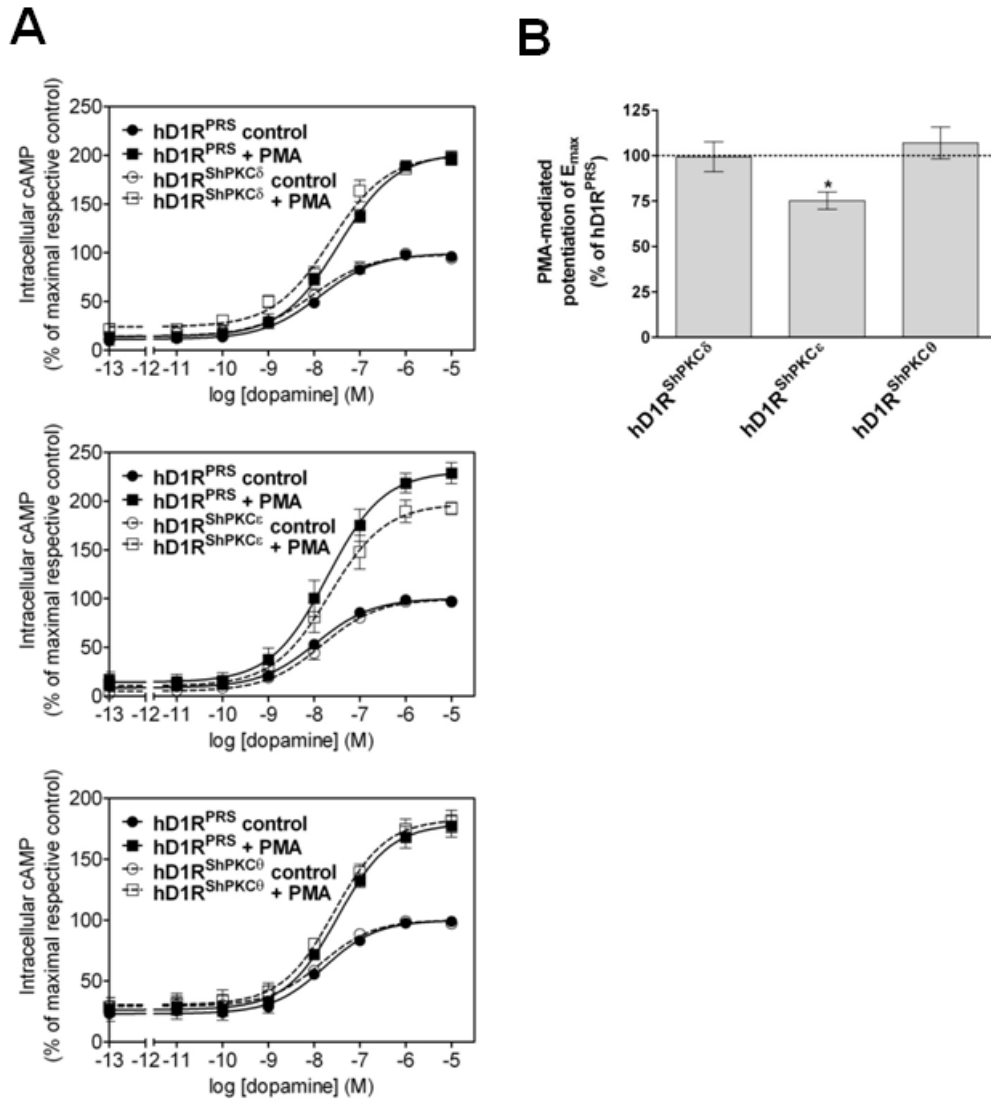 A
250
200
150
100
50
0
hD1R^PRS control
hD1R^PRS + PMA
hD1R^ShPKCδ control
hD1R^ShPKCδ + PMA
Intracellular cAMP
(% of maximal respective control)
-13 -12 -11 -10 -9 -8 -7 -6 -5
log [dopamine] (M)
250
200
150
100
50
0
hD1R^PRS control
hD1R^PRS + PMA
hD1R^ShPKCε control
hD1R^ShPKCε + PMA
Intracellular cAMP
(% of maximal respective control)
-13 -12 -11 -10 -9 -8 -7 -6 -5
log [dopamine] (M)
200
150
100
50
0
hD1R^PRS control
hD1R^PRS + PMA
hD1R^ShPKCθ control
hD1R^ShPKCθ + PMA
Intracellular cAMP
(% of maximal respective control)
-13 -12 -11 -10 -9 -8 -7 -6 -5
log [dopamine] (M)
B
125
100
75
50
25
0
PMA-mediated
potentiation of E_max
(% of hD1R^PRS)
*
hD1R^ShPKCδ
hD1R^ShPKCε
hD1R^ShPKCθ